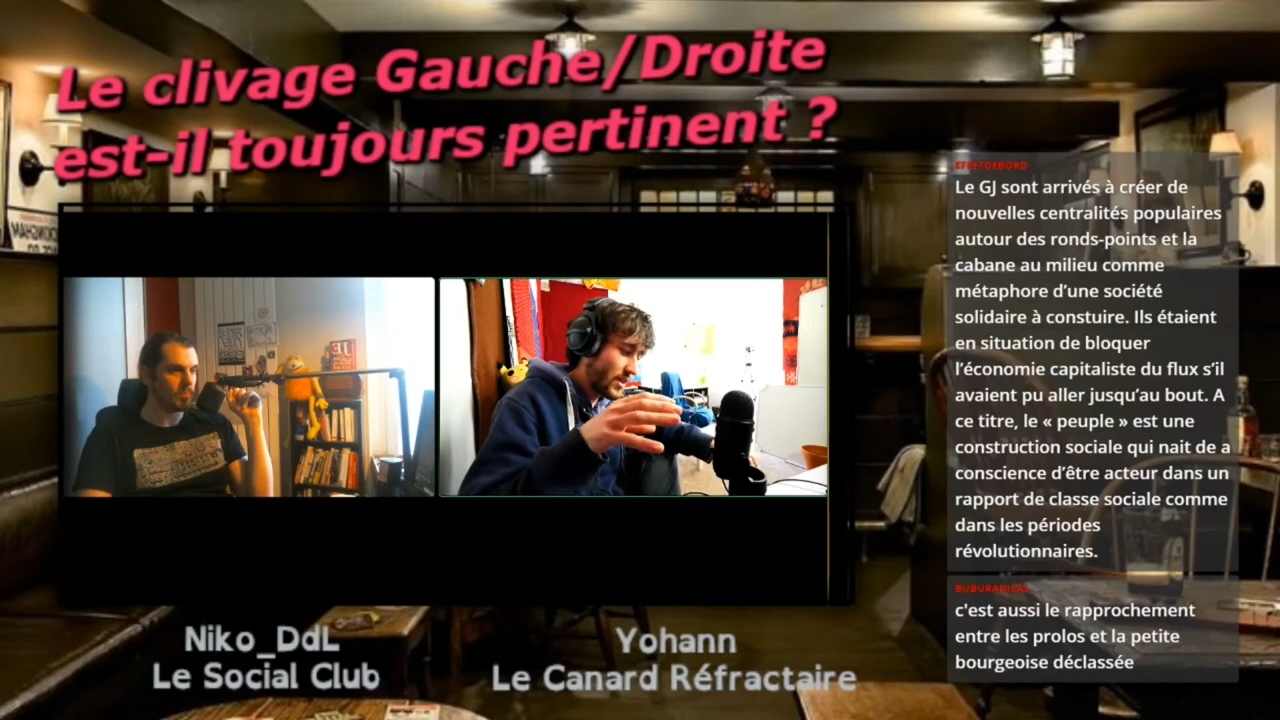 Le clivage Gauche/Droite
est-il toujours pertinent ?
EFFETDEBORD
Le GJ sont arrivés à créer de
nouvelles centralités populaires
autour des ronds-points et la
cabane au milieu comme
métaphore d’une société
solidaire à constuire. Ils étaient
en situation de bloquer
l’économie capitaliste du flux s’il
avaient pu aller jusqu’au bout. A
ce titre, le « peuple » est une
construction sociale qui nait de a
conscience d’être acteur dans un
rapport de classe sociale comme
dans les périodes
révolutionnaires.
BUBURADICAL
c'est aussi le rapprochement
entre les prolos et la petite
bourgeoise déclassée
Niko_DdL
Le Social Club
Yohann
Le Canard Réfractaire